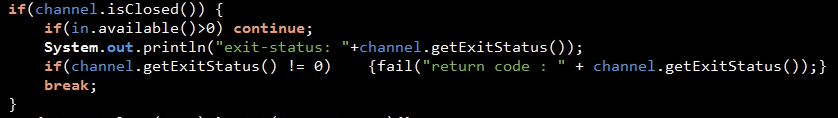 if(channel.isClosed()) {
    if(in.available()>0) continue;
    System.out.println("exit-status: "+channel.getExitStatus());
    if(channel.getExitStatus() != 0)    {fail("return code : " + channel.getExitStatus());}
    break;
}